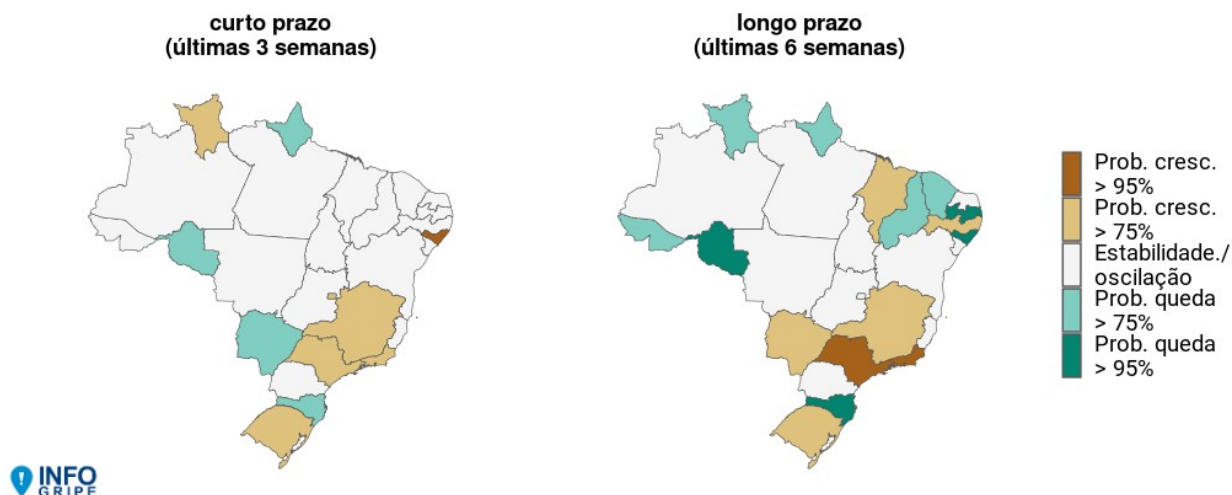 curto prazo
(últimas 3 semanas)
longo prazo
(últimas 6 semanas)
Prob. cresc.
> 95%
Prob. cresc.
> 75%
Estabilidade./
oscilação
Prob. queda
> 75%
Prob. queda
> 95%
INFO
GRIPE